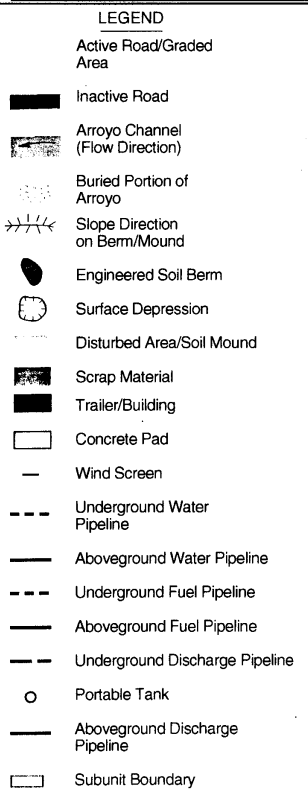 LEGEND
Active Road/Graded
Area
Inactive Road
Arroyo Channel
(Flow Direction)
Buried Portion of
Arroyo
Slope Direction
on Berm/Mound
Engineered Soil Berm
Surface Depression
Disturbed Area/Soil Mound
Scrap Material
Trailer/Building
Concrete Pad
Wind Screen
Underground Water
Pipeline
Aboveground Water Pipeline
Underground Fuel Pipeline
Aboveground Fuel Pipeline
Underground Discharge Pipeline
Portable Tank
Aboveground Discharge
Pipeline
Subunit Boundary